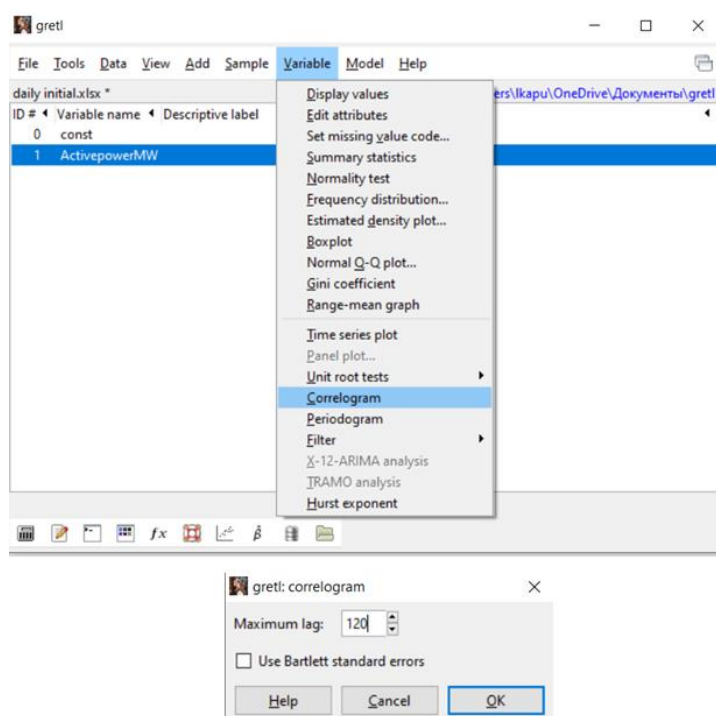 gretl
File Tools Data View Add Sample Variable Model Help
daily initial.xlsx * ers\Ikapu\OneDrive\Документы\gretl
ID # Variable name Descriptive label
0 const
1 ActivepowerMW
Display values
Edit attributes
Set missing value code...
Summary statistics
Normality test
Frequency distribution...
Estimated density plot...
Boxplot
Normal Q-Q plot...
Gini coefficient
Range-mean graph
Time series plot
Panel plot...
Unit root tests
Correlogram
Periodogram
Filter
X-12-ARIMA analysis
TRAMO analysis
Hurst exponent
fx β̂
gretl: correlogram
Maximum lag: 120
Use Bartlett standard errors
Help Cancel OK